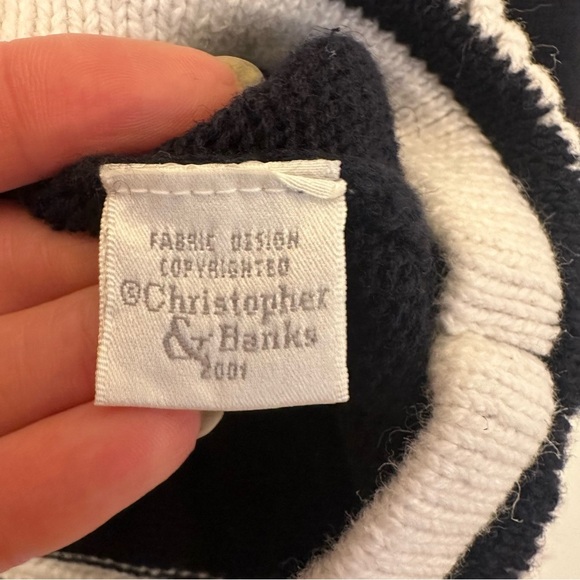 FABRIC DESIGN
COPYRIGHTED
®Christopher
& Banks
2001